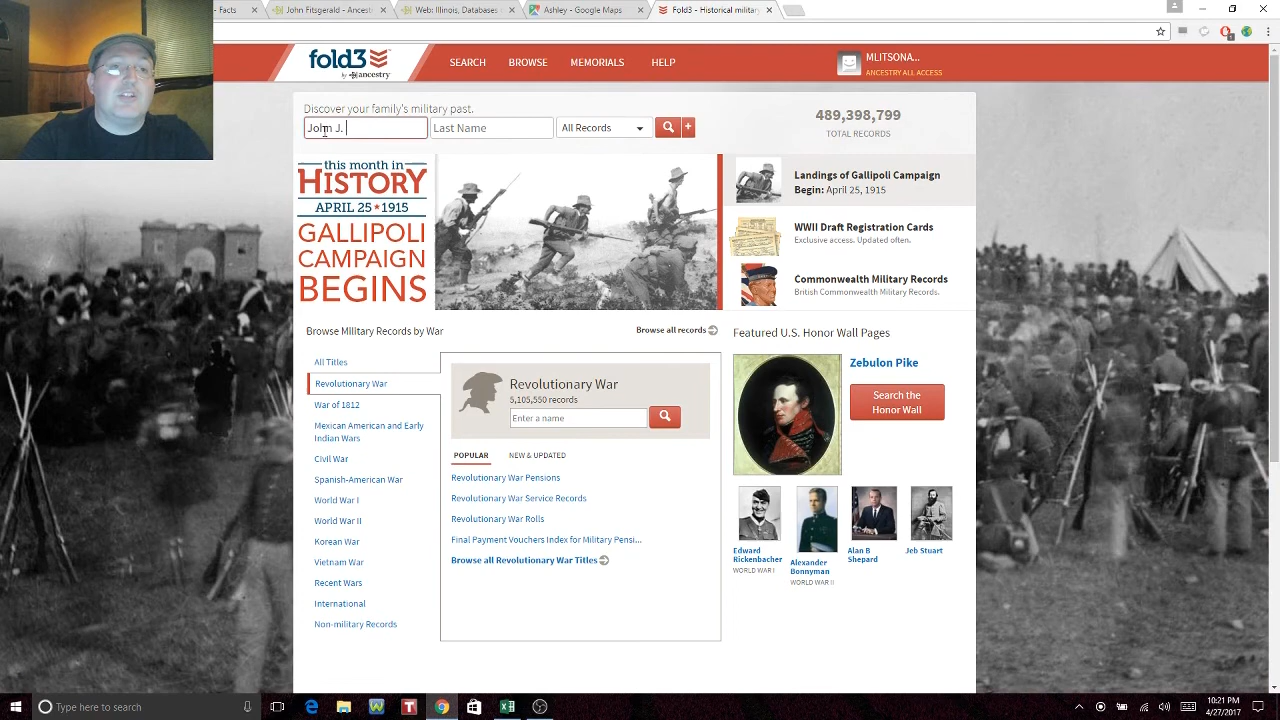 - Facts
John Fitzgerald
Web: Illinois, Databases
Ashley - Google Maps
Fold3 - Historical milita
fold3
by ancestry
SEARCH
BROWSE
MEMORIALS
HELP
MLITSONA...
ANCESTRY ALL ACCESS
Discover your family's military past.
John J.
Last Name
All Records
+
489,398,799
TOTAL RECORDS
this month in
HISTORY
APRIL 25 ★ 1915
GALLIPOLI
CAMPAIGN
BEGINS
Landings of Gallipoli Campaign
Begin: April 25, 1915
WWII Draft Registration Cards
Exclusive access. Updated often.
Commonwealth Military Records
British Commonwealth Military Records.
Browse Military Records by War
Browse all records
All Titles
Revolutionary War
War of 1812
Mexican American and Early
Indian Wars
Civil War
Spanish-American War
World War I
World War II
Korean War
Vietnam War
Recent Wars
International
Non-military Records
Revolutionary War
5,105,550 records
Enter a name
POPULAR
NEW & UPDATED
Revolutionary War Pensions
Revolutionary War Service Records
Revolutionary War Rolls
Final Payment Vouchers Index for Military Pensi...
Browse all Revolutionary War Titles
Featured U.S. Honor Wall Pages
Zebulon Pike
Search the
Honor Wall
Edward
Rickenbacher
WORLD WAR I
Alexander
Bonnyman
WORLD WAR II
Alan B
Shepard
Jeb Stuart
Type here to search
10:21 PM
4/27/2017